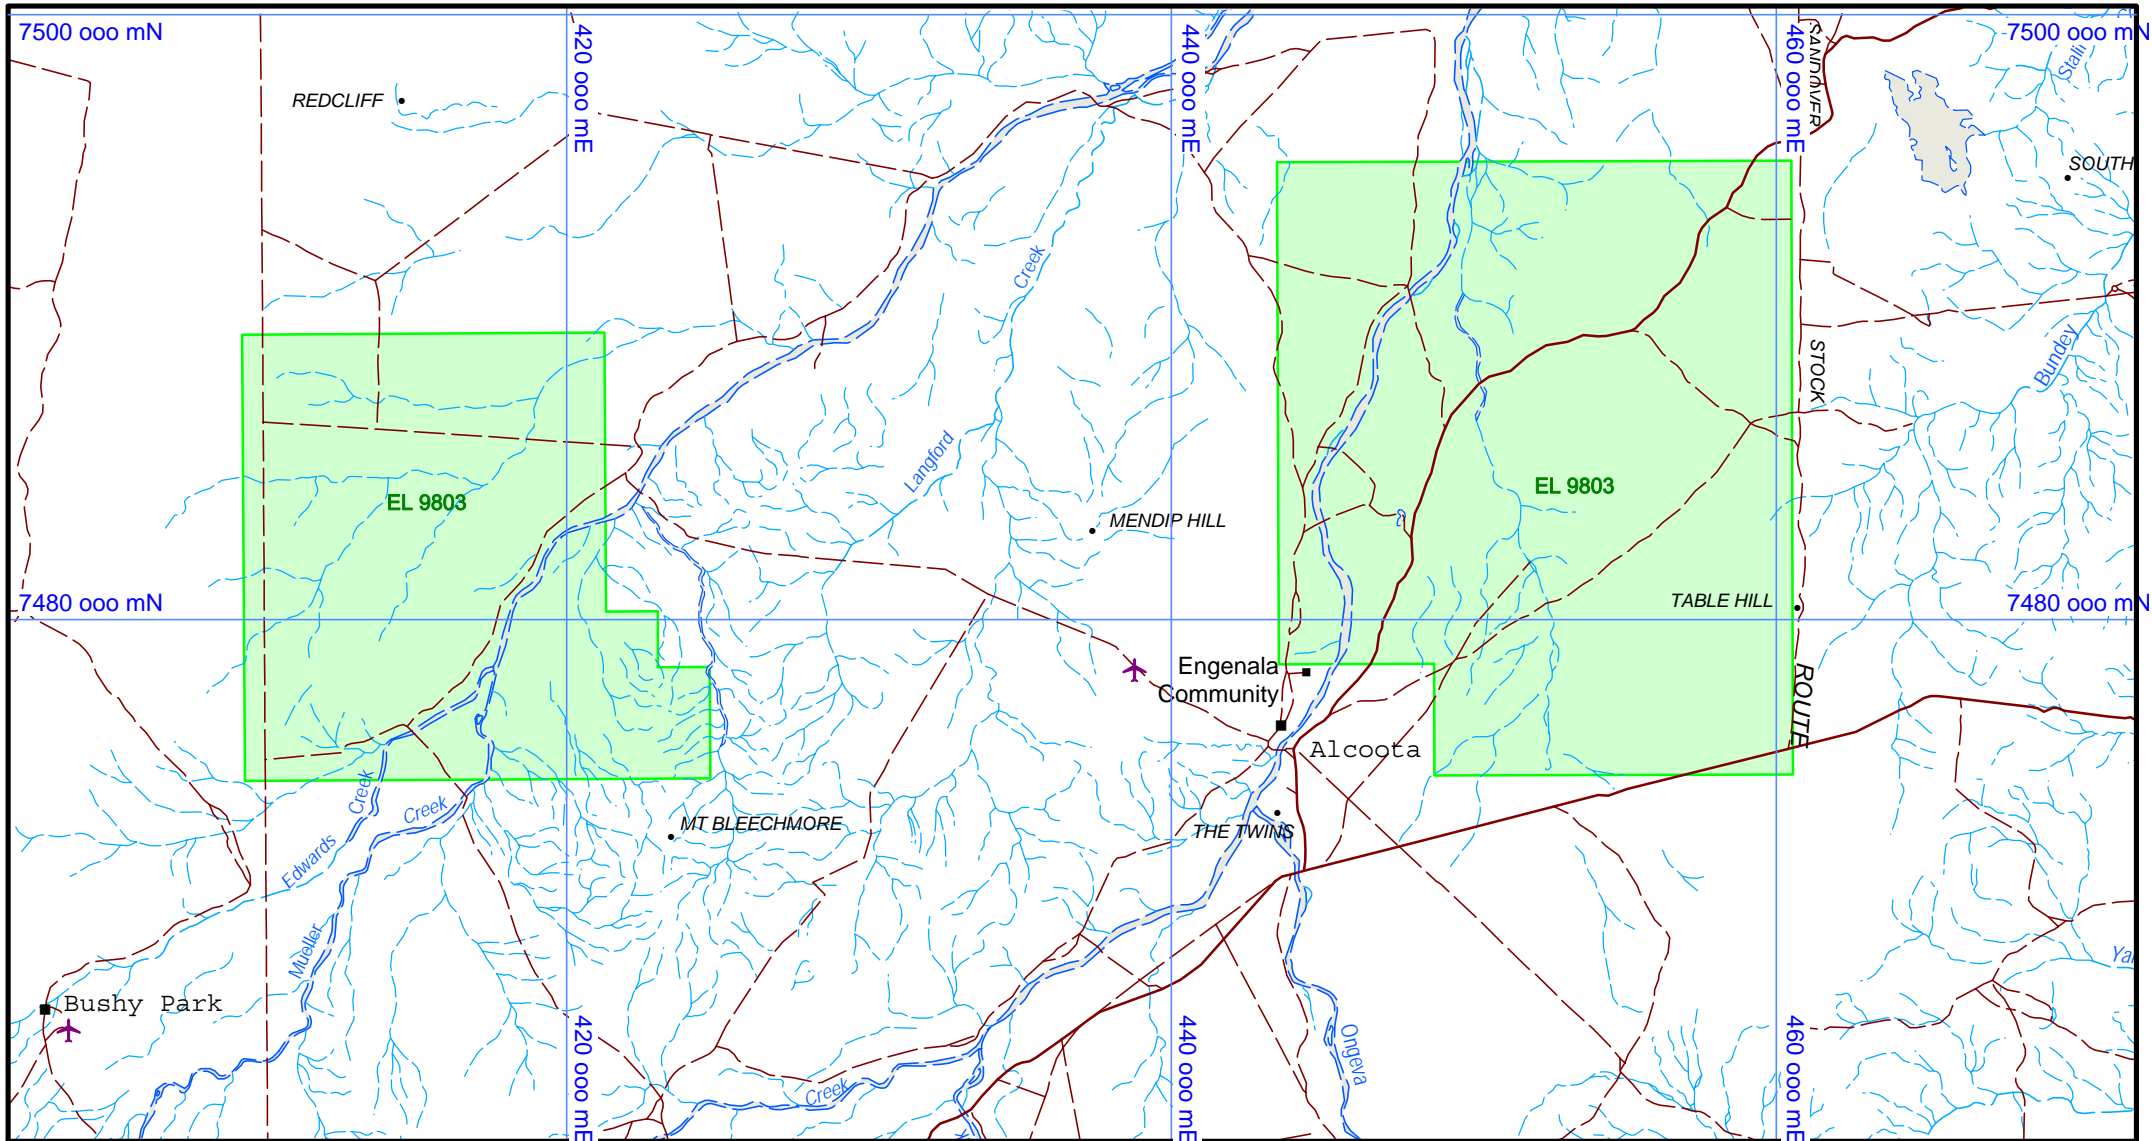 7500 ooo mN
420 ooo mE
440 ooo mE
460 ooo mE
7500 ooo mN
SANDOVER
REDCLIFF
SOUTH
Creek
Bundey
STOCK
Langford
EL 9803
EL 9803
MENDIP HILL
7480 ooo mN
TABLE HILL
7480 ooo mN
Engenala
Community
ROUTE
Alcoota
Creek
Creek
Edwards
MT BLEECHMORE
THE TWINS
Mueller
Bushy Park
Creek
Ongeva
420 ooo mE
440 ooo mE
460 ooo mE